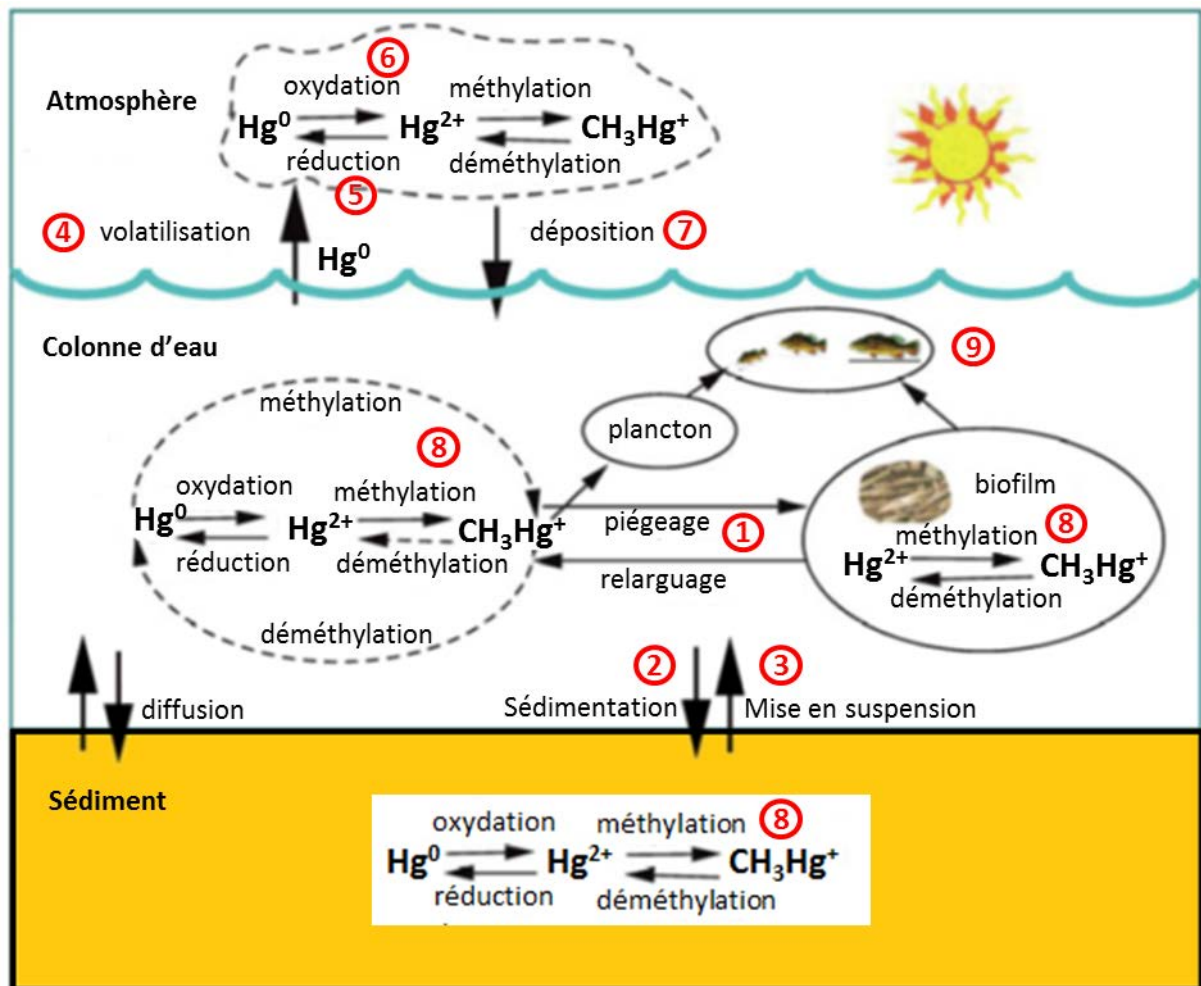 Atmosphère
6
oxydation méthylation
Hg⁰ Hg²⁺ CH₃Hg⁺
réduction déméthylation
5
4 volatilisation
Hg⁰
déposition 7
Colonne d'eau
9
méthylation
plancton
8
oxydation méthylation
Hg⁰ Hg²⁺ CH₃Hg⁺
réduction déméthylation
déméthylation
piégeage 1
relarguage
biofilm
méthylation 8
Hg²⁺ CH₃Hg⁺
déméthylation
diffusion
2
Sédimentation
3
Mise en suspension
Sédiment
oxydation méthylation 8
Hg⁰ Hg²⁺ CH₃Hg⁺
réduction déméthylation